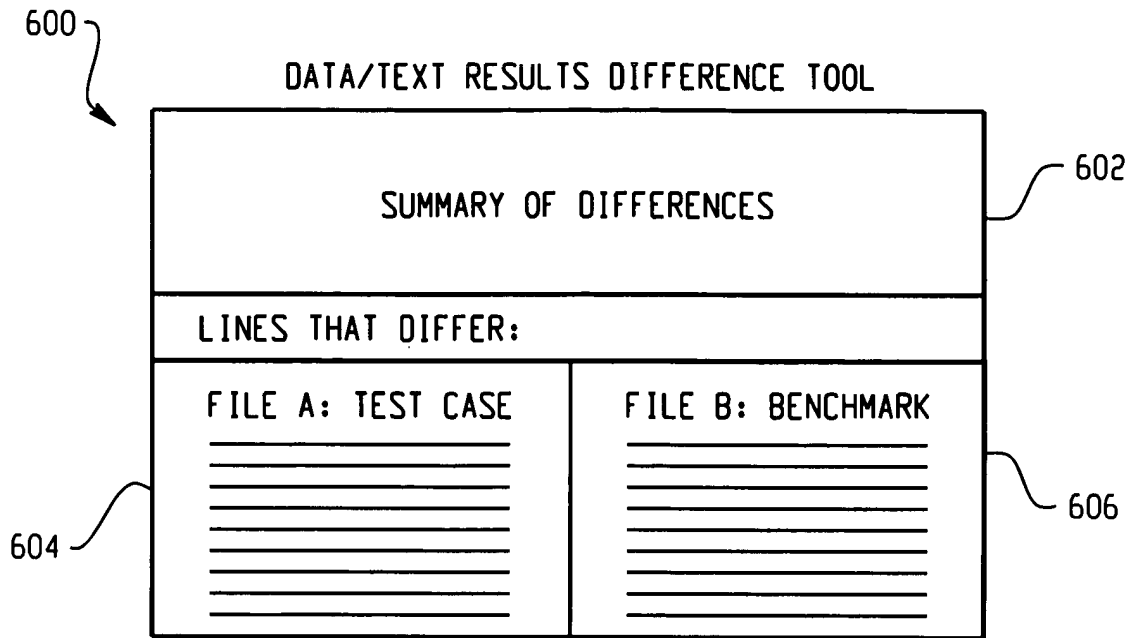 600
DATA/TEXT RESULTS DIFFERENCE TOOL
602
SUMMARY OF DIFFERENCES
LINES THAT DIFFER:
FILE A: TEST CASE
FILE B: BENCHMARK
604
606